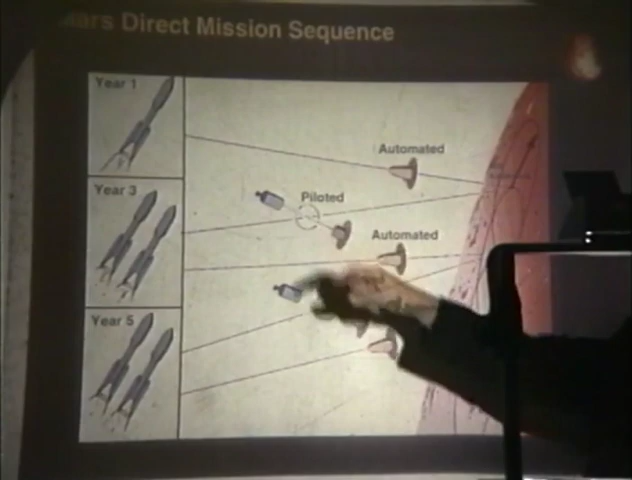 Mars Direct Mission Sequence
Year 1
Automated
Year 3
Piloted
Automated
Year 5